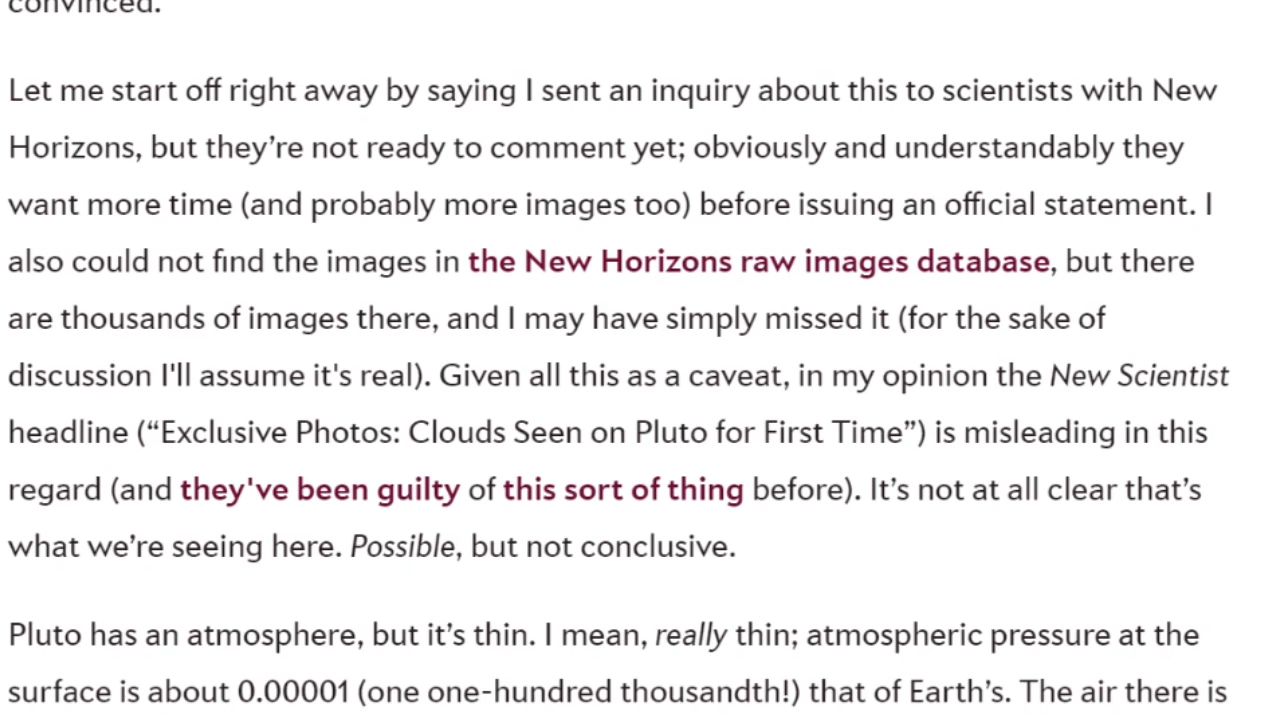 convinced.
Let me start off right away by saying I sent an inquiry about this to scientists with New
Horizons, but they’re not ready to comment yet; obviously and understandably they
want more time (and probably more images too) before issuing an official statement. I
also could not find the images in the New Horizons raw images database, but there
are thousands of images there, and I may have simply missed it (for the sake of
discussion I'll assume it's real). Given all this as a caveat, in my opinion the New Scientist
headline (“Exclusive Photos: Clouds Seen on Pluto for First Time”) is misleading in this
regard (and they've been guilty of this sort of thing before). It’s not at all clear that’s
what we’re seeing here. Possible, but not conclusive.
Pluto has an atmosphere, but it’s thin. I mean, really thin; atmospheric pressure at the
surface is about 0.00001 (one one-hundred thousandth!) that of Earth’s. The air there is